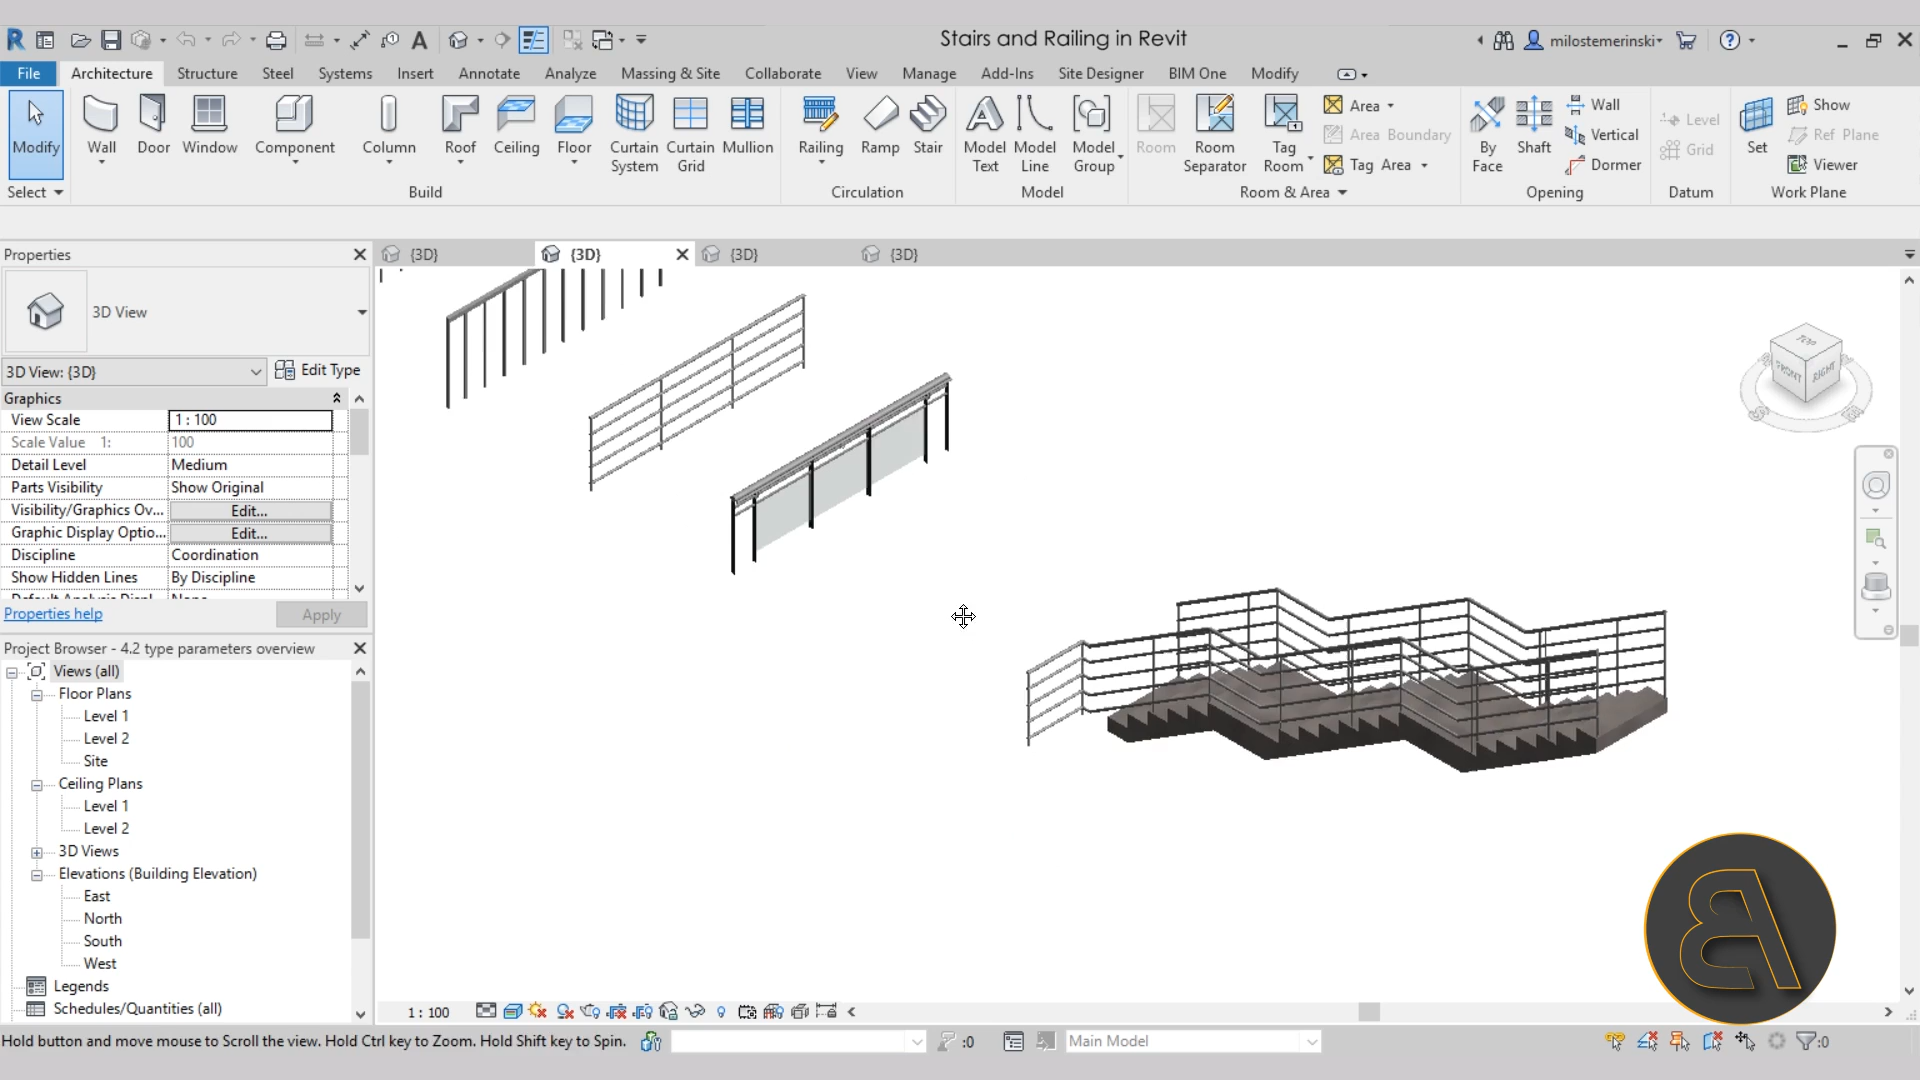 Stairs and Railing in Revit
milostemerinski
File Architecture Structure Steel Systems Insert Annotate Analyze Massing & Site Collaborate View Manage Add-Ins Site Designer BIM One Modify
Modify Wall Door Window Component Column Roof Ceiling Floor Curtain System Curtain Grid Mullion Railing Ramp Stair Model Text Model Line Model Group Room Room Separator Tag Room
Area
Area Boundary
Tag Area
By Face Shaft
Wall
Vertical
Dormer
Level
Grid
Set
Show
Ref Plane
Viewer
Select Build Circulation Model Room & Area Opening Datum Work Plane
Properties
{3D} {3D} {3D} {3D}
3D View
3D View: {3D} Edit Type
Graphics
View Scale 1 : 100
Scale Value 1: 100
Detail Level Medium
Parts Visibility Show Original
Visibility/Graphics Ov... Edit...
Graphic Display Optio... Edit...
Discipline Coordination
Show Hidden Lines By Discipline
Properties help Apply
Project Browser - 4.2 type parameters overview
Views (all)
Floor Plans
Level 1
Level 2
Site
Ceiling Plans
Level 1
Level 2
3D Views
Elevations (Building Elevation)
East
North
South
West
Legends
Schedules/Quantities (all)
TOP
FRONT
RIGHT
1 : 100
Hold button and move mouse to Scroll the view. Hold Ctrl key to Zoom. Hold Shift key to Spin.
:0
Main Model
:0